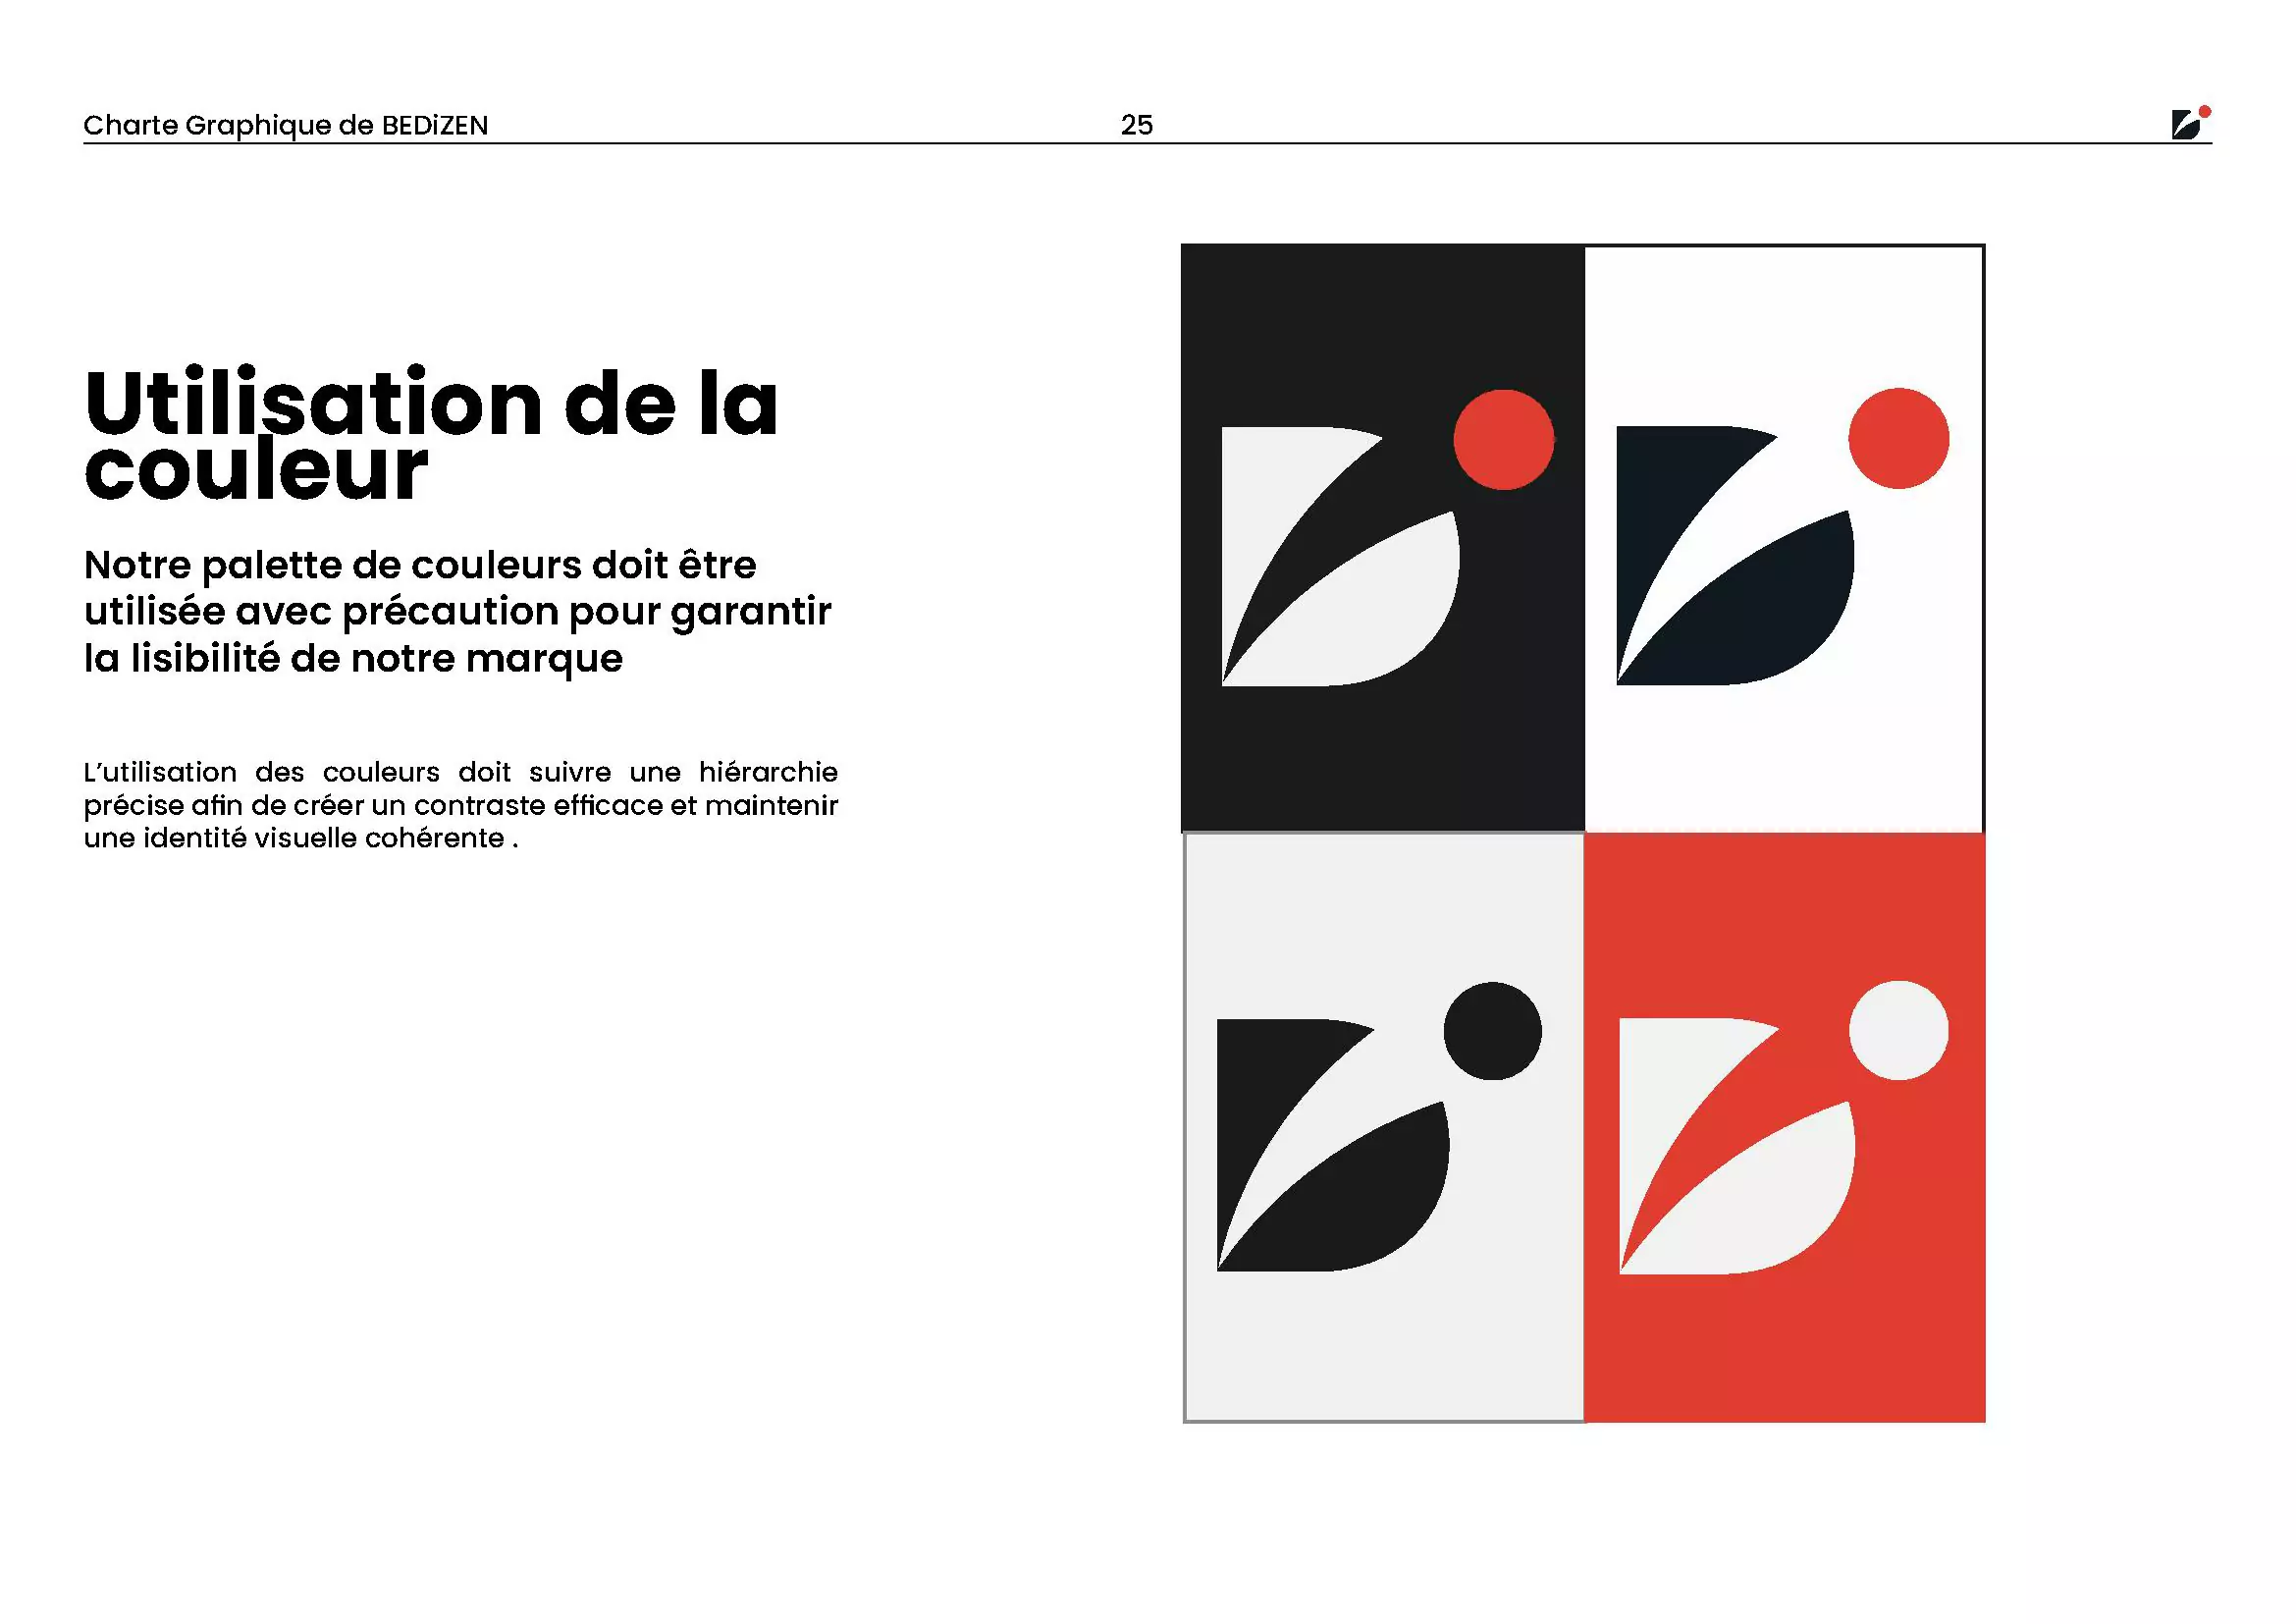 Charte Graphique de BEDiZEN
25
Utilisation de la
couleur
Notre palette de couleurs doit être
utilisée avec précaution pour garantir
la lisibilité de notre marque
L’utilisation des couleurs doit suivre une hiérarchie
précise afin de créer un contraste efficace et maintenir
une identité visuelle cohérente .